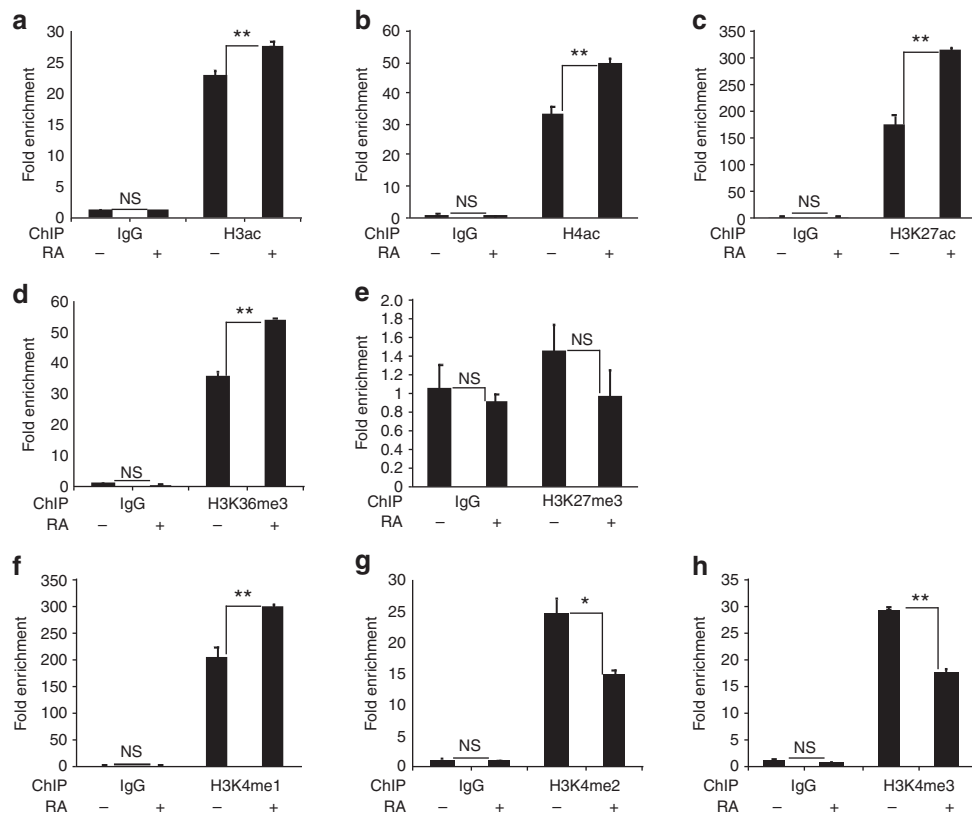 a
Fold enrichment
30
25
20
15
10
5
0
NS
**
ChIP IgG H3ac
RA – + – +
b
Fold enrichment
60
50
40
30
20
10
0
NS
**
ChIP IgG H4ac
RA – + – +
c
Fold enrichment
350
300
250
200
150
100
50
0
NS
**
ChIP IgG H3K27ac
RA – + – +
d
Fold enrichment
60
50
40
30
20
10
0
NS
**
ChIP IgG H3K36me3
RA – + – +
e
Fold enrichment
2.0
1.8
1.6
1.4
1.2
1
0.8
0.6
0.4
0.2
0
NS
NS
ChIP IgG H3K27me3
RA – + – +
f
Fold enrichment
350
300
250
200
150
100
50
0
NS
**
ChIP IgG H3K4me1
RA – + – +
g
Fold enrichment
30
25
20
15
10
5
0
NS
*
ChIP IgG H3K4me2
RA – + – +
h
Fold enrichment
35
30
25
20
15
10
5
0
NS
**
ChIP IgG H3K4me3
RA – + – +